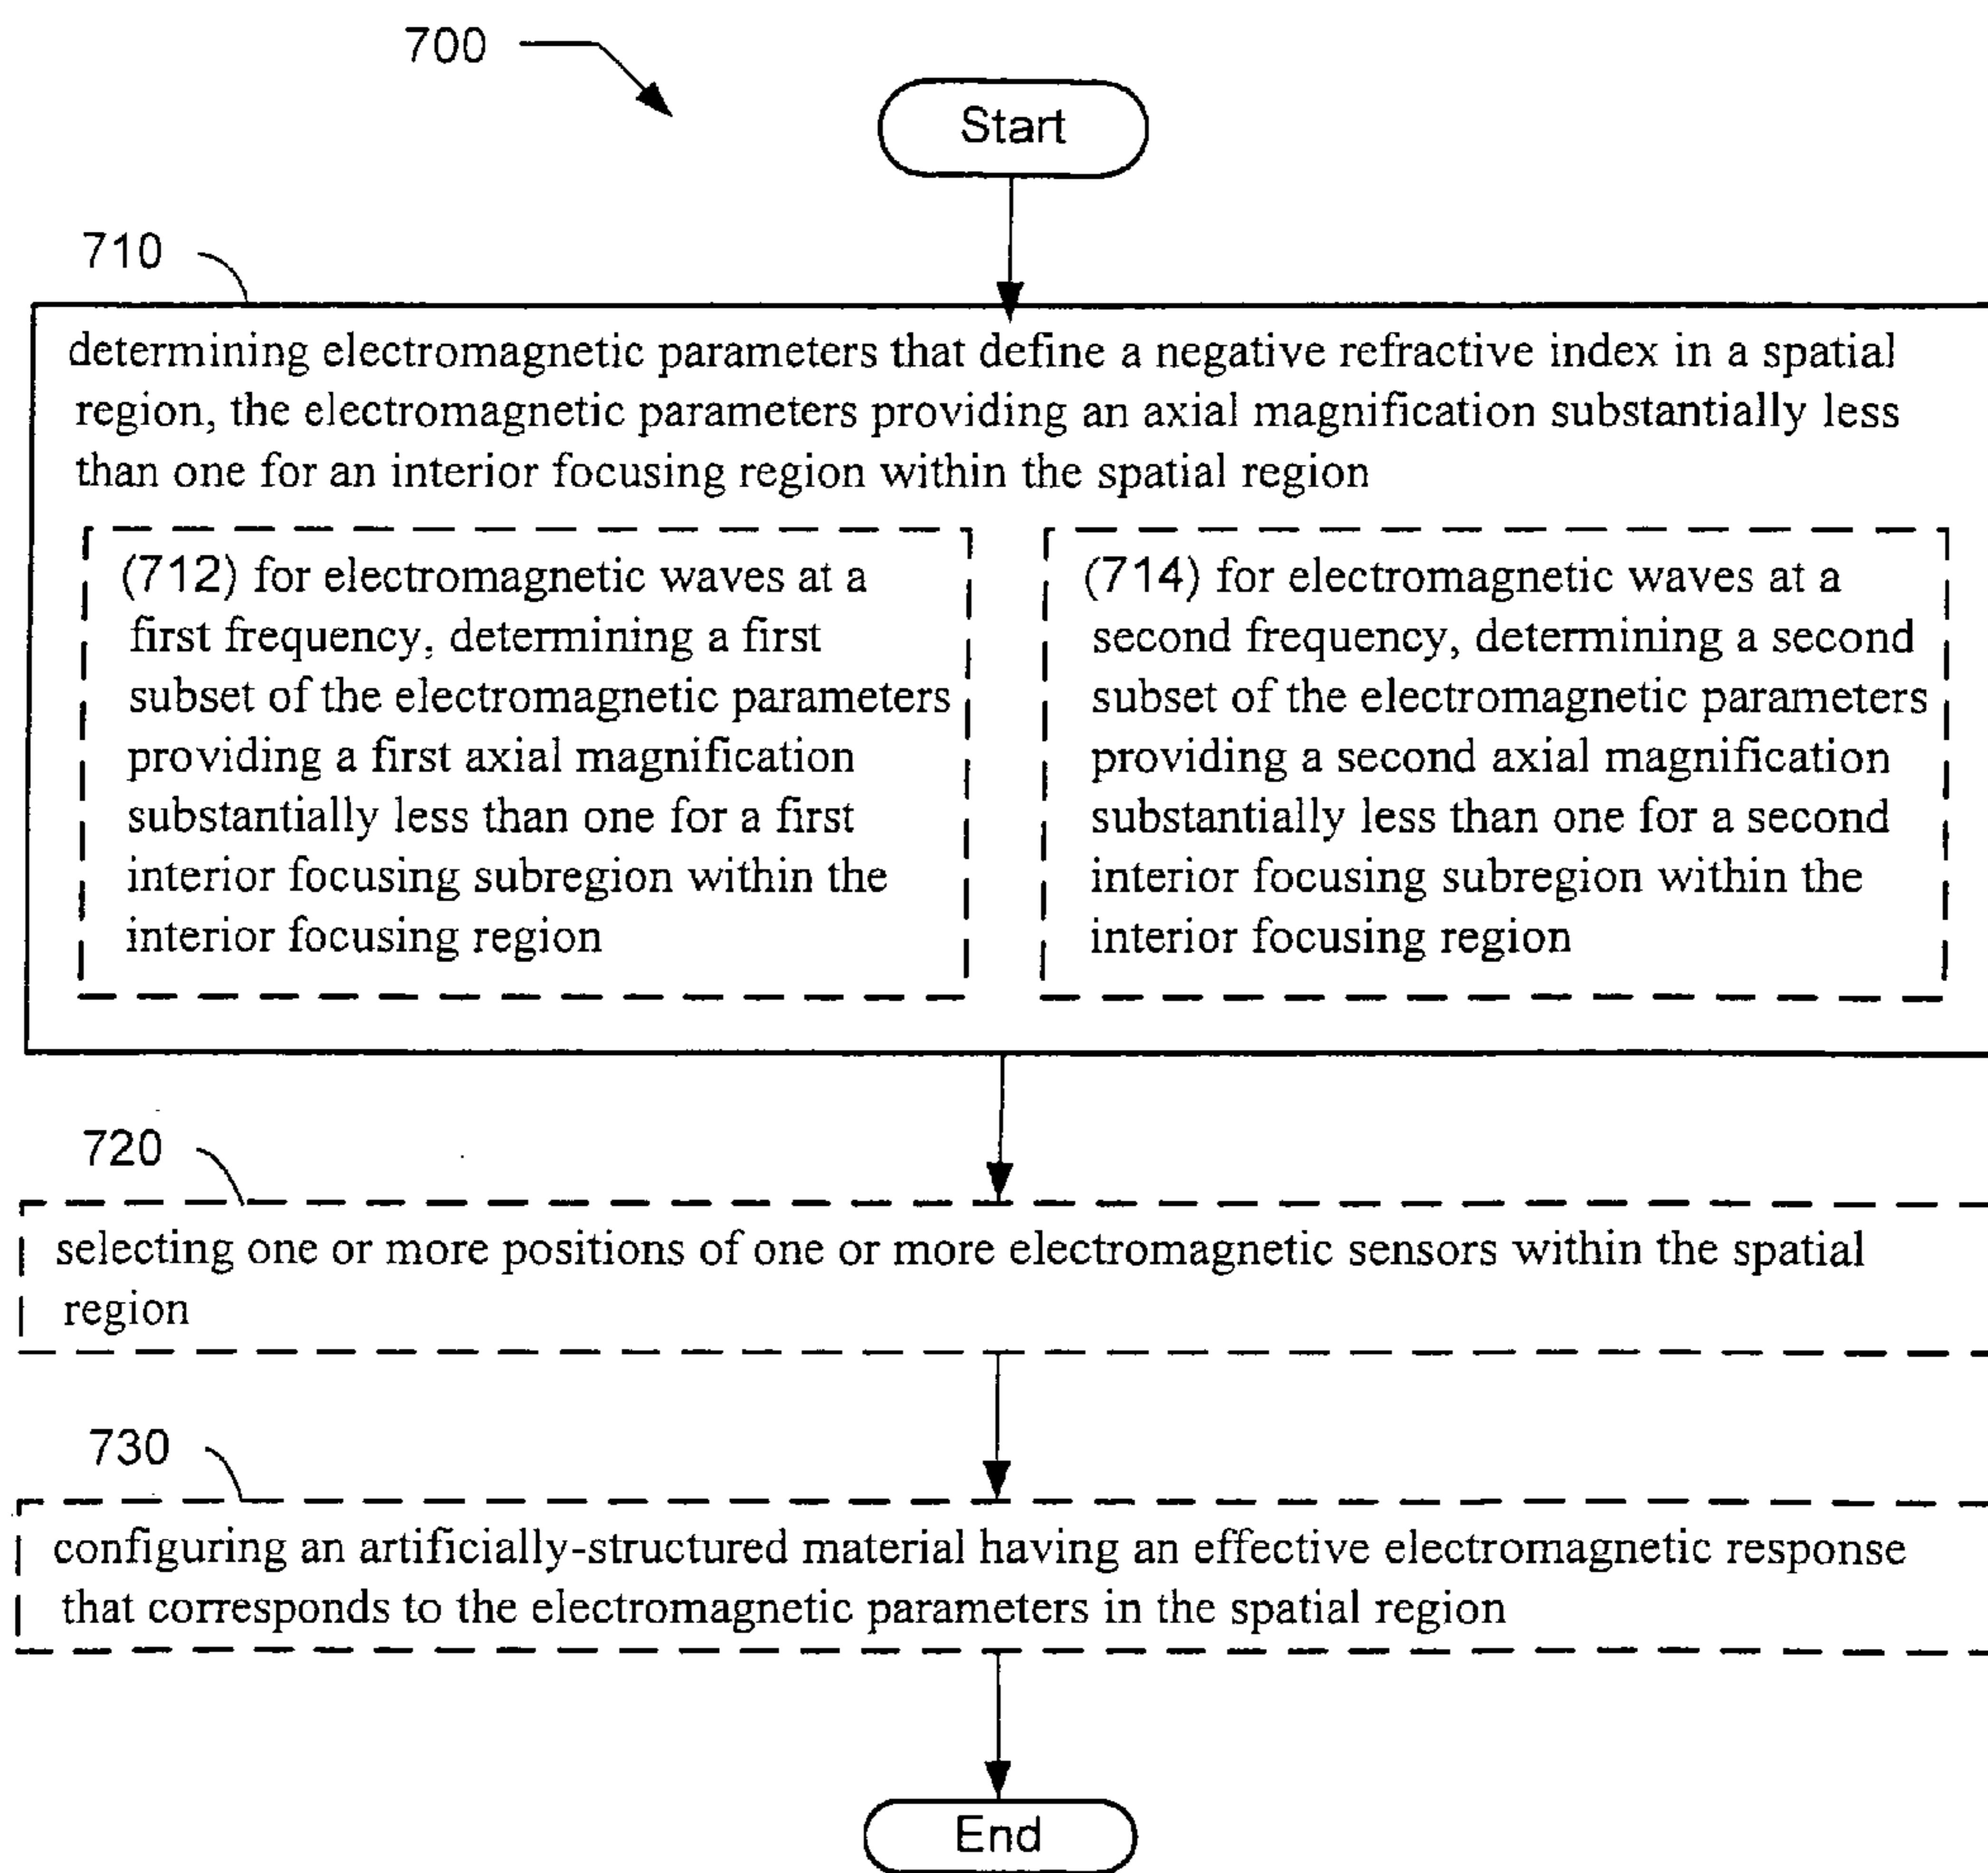 700
Start
710
determining electromagnetic parameters that define a negative refractive index in a spatial
region, the electromagnetic parameters providing an axial magnification substantially less
than one for an interior focusing region within the spatial region
(712) for electromagnetic waves at a
first frequency, determining a first
subset of the electromagnetic parameters
providing a first axial magnification
substantially less than one for a first
interior focusing subregion within the
interior focusing region
(714) for electromagnetic waves at a
second frequency, determining a second
subset of the electromagnetic parameters
providing a second axial magnification
substantially less than one for a second
interior focusing subregion within the
interior focusing region
720
selecting one or more positions of one or more electromagnetic sensors within the spatial
region
730
configuring an artificially-structured material having an effective electromagnetic response
that corresponds to the electromagnetic parameters in the spatial region
End